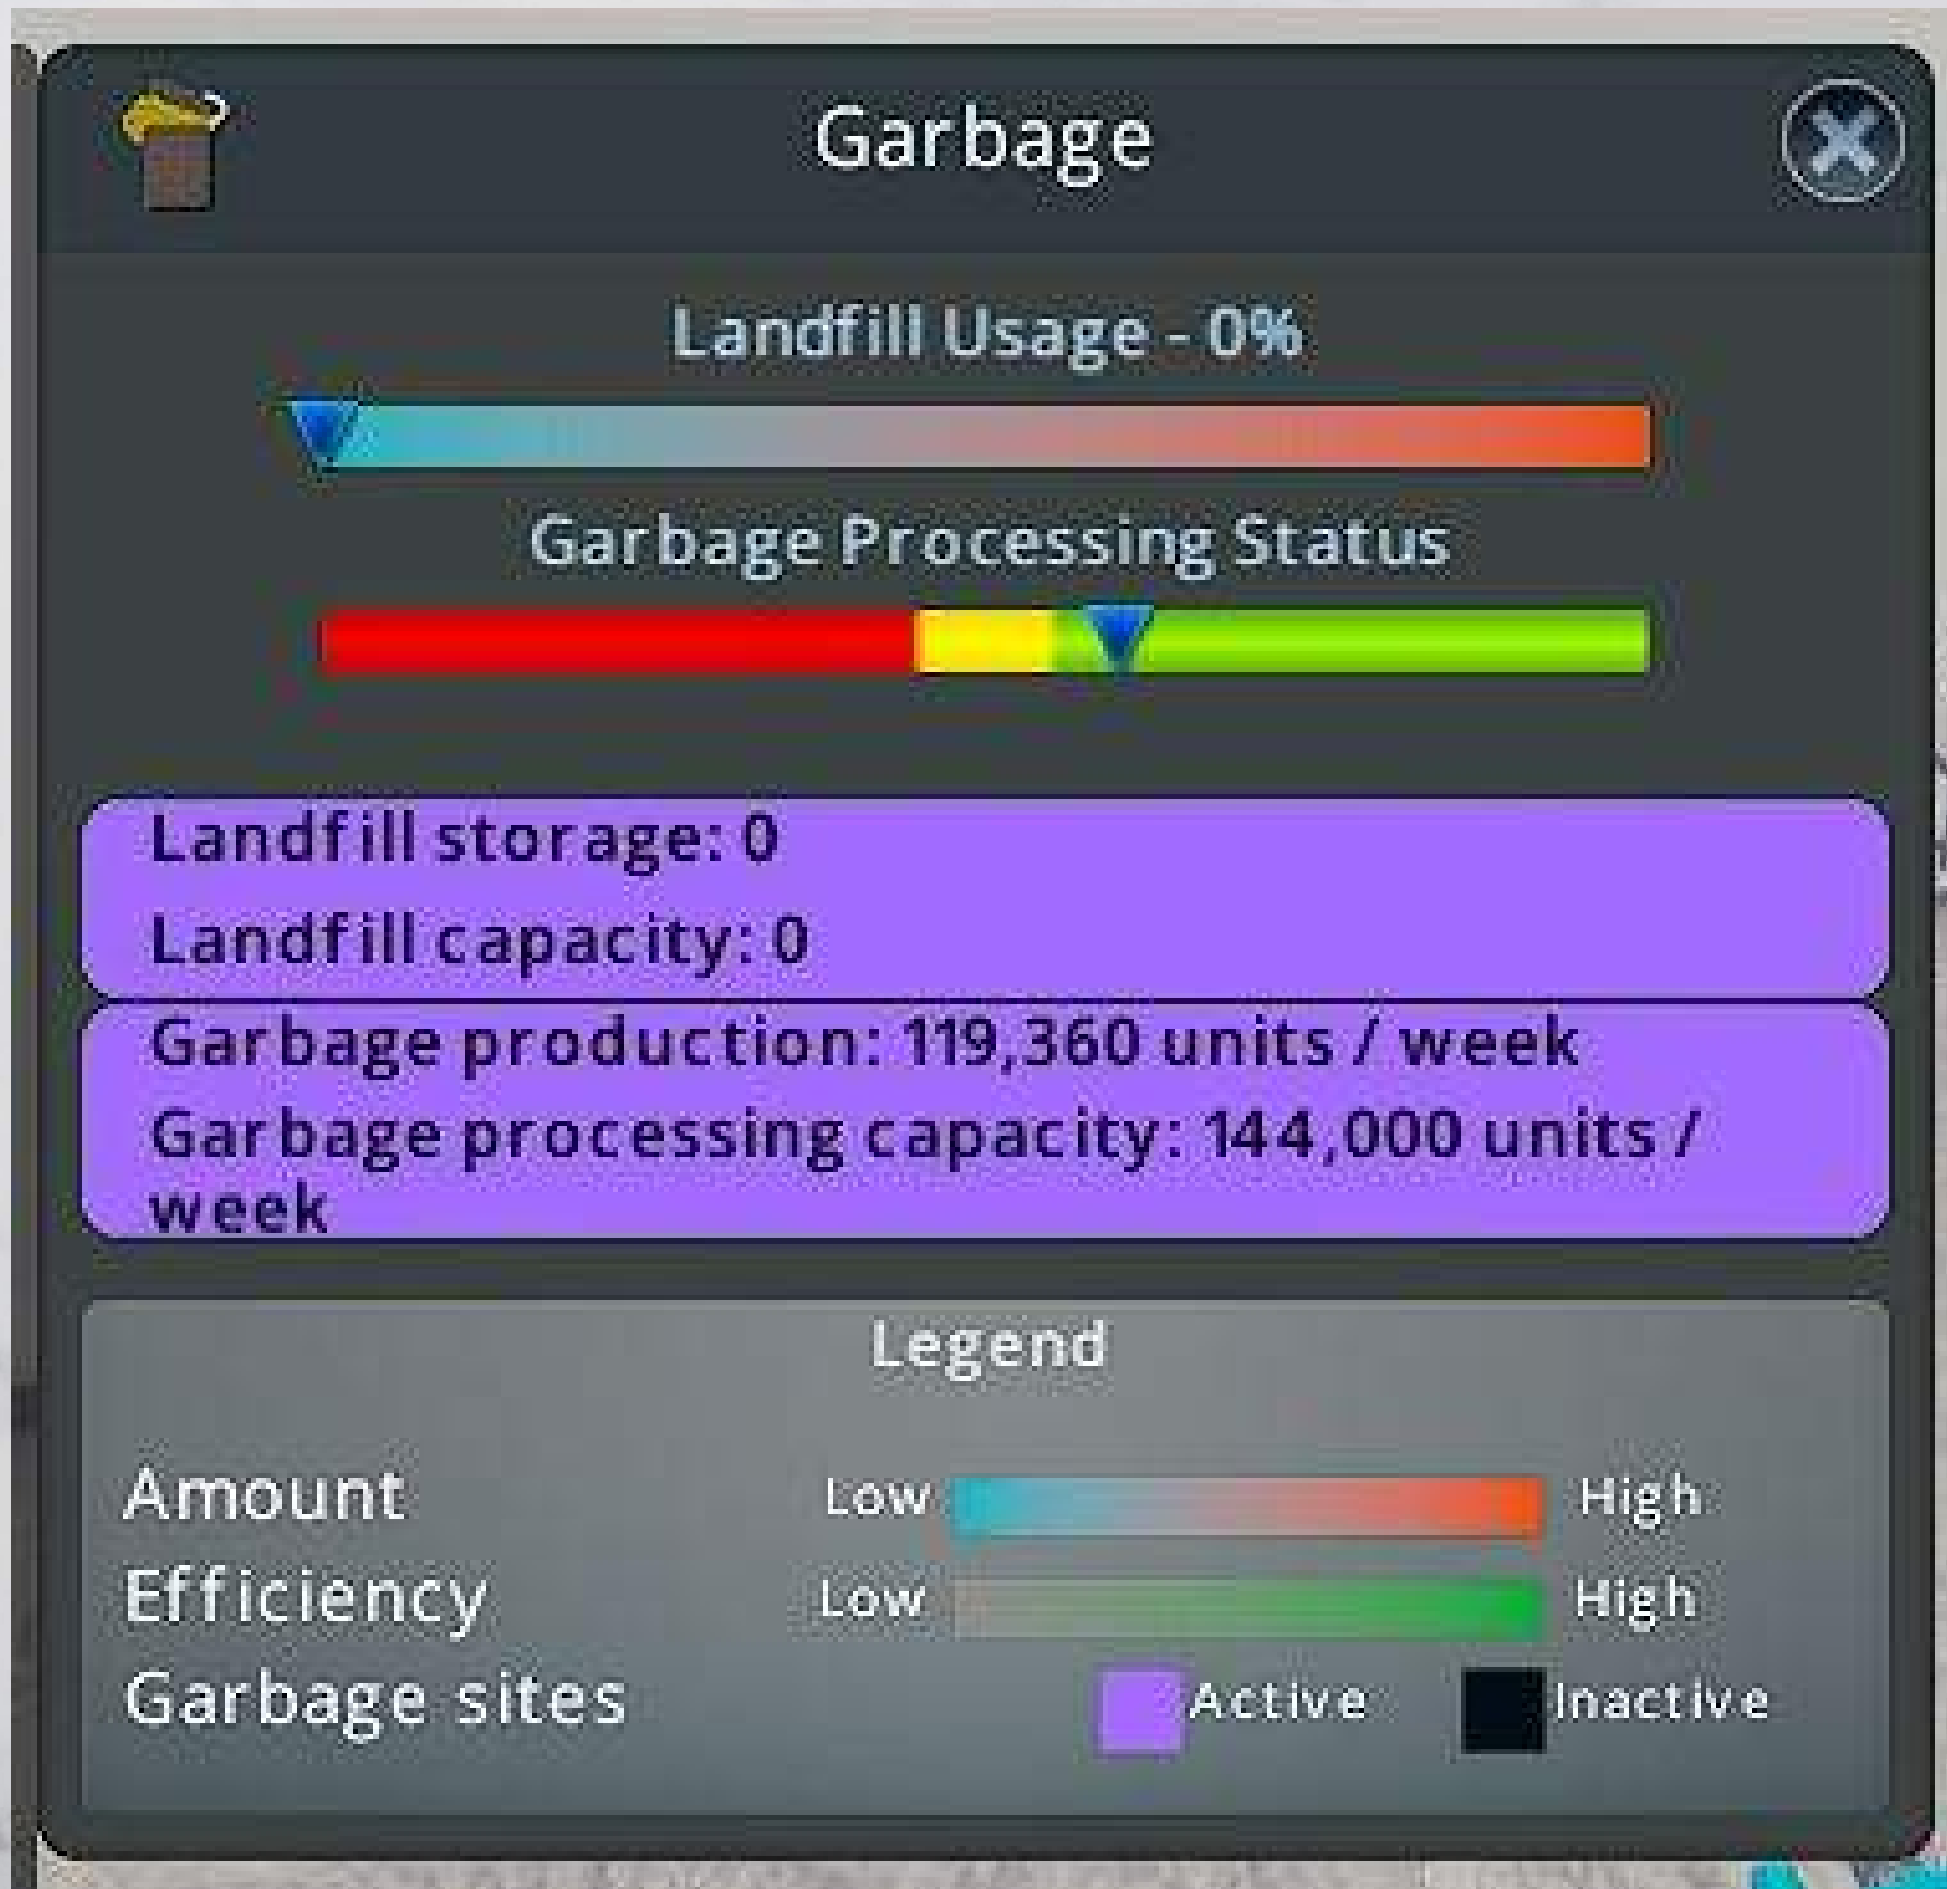 Garbage
Landfill Usage - 0%
Garbage Processing Status
Landfill storage: 0
Landfill capacity: 0
Garbage production: 119,360 units / week
Garbage processing capacity: 144,000 units /
week
Legend
Amount Low High
Efficiency Low High
Garbage sites Active Inactive